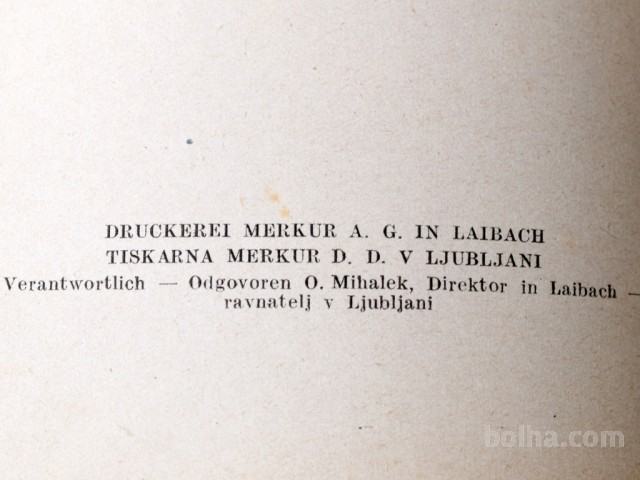 DRUCKEREI MERKUR A. G. IN LAIBACH
TISKARNA MERKUR D. D. V LJUBLJANI
Verantwortlich — Odgovoren O. Mihalek, Direktor in Laibach —
ravnatelj v Ljubljani
bolha.com